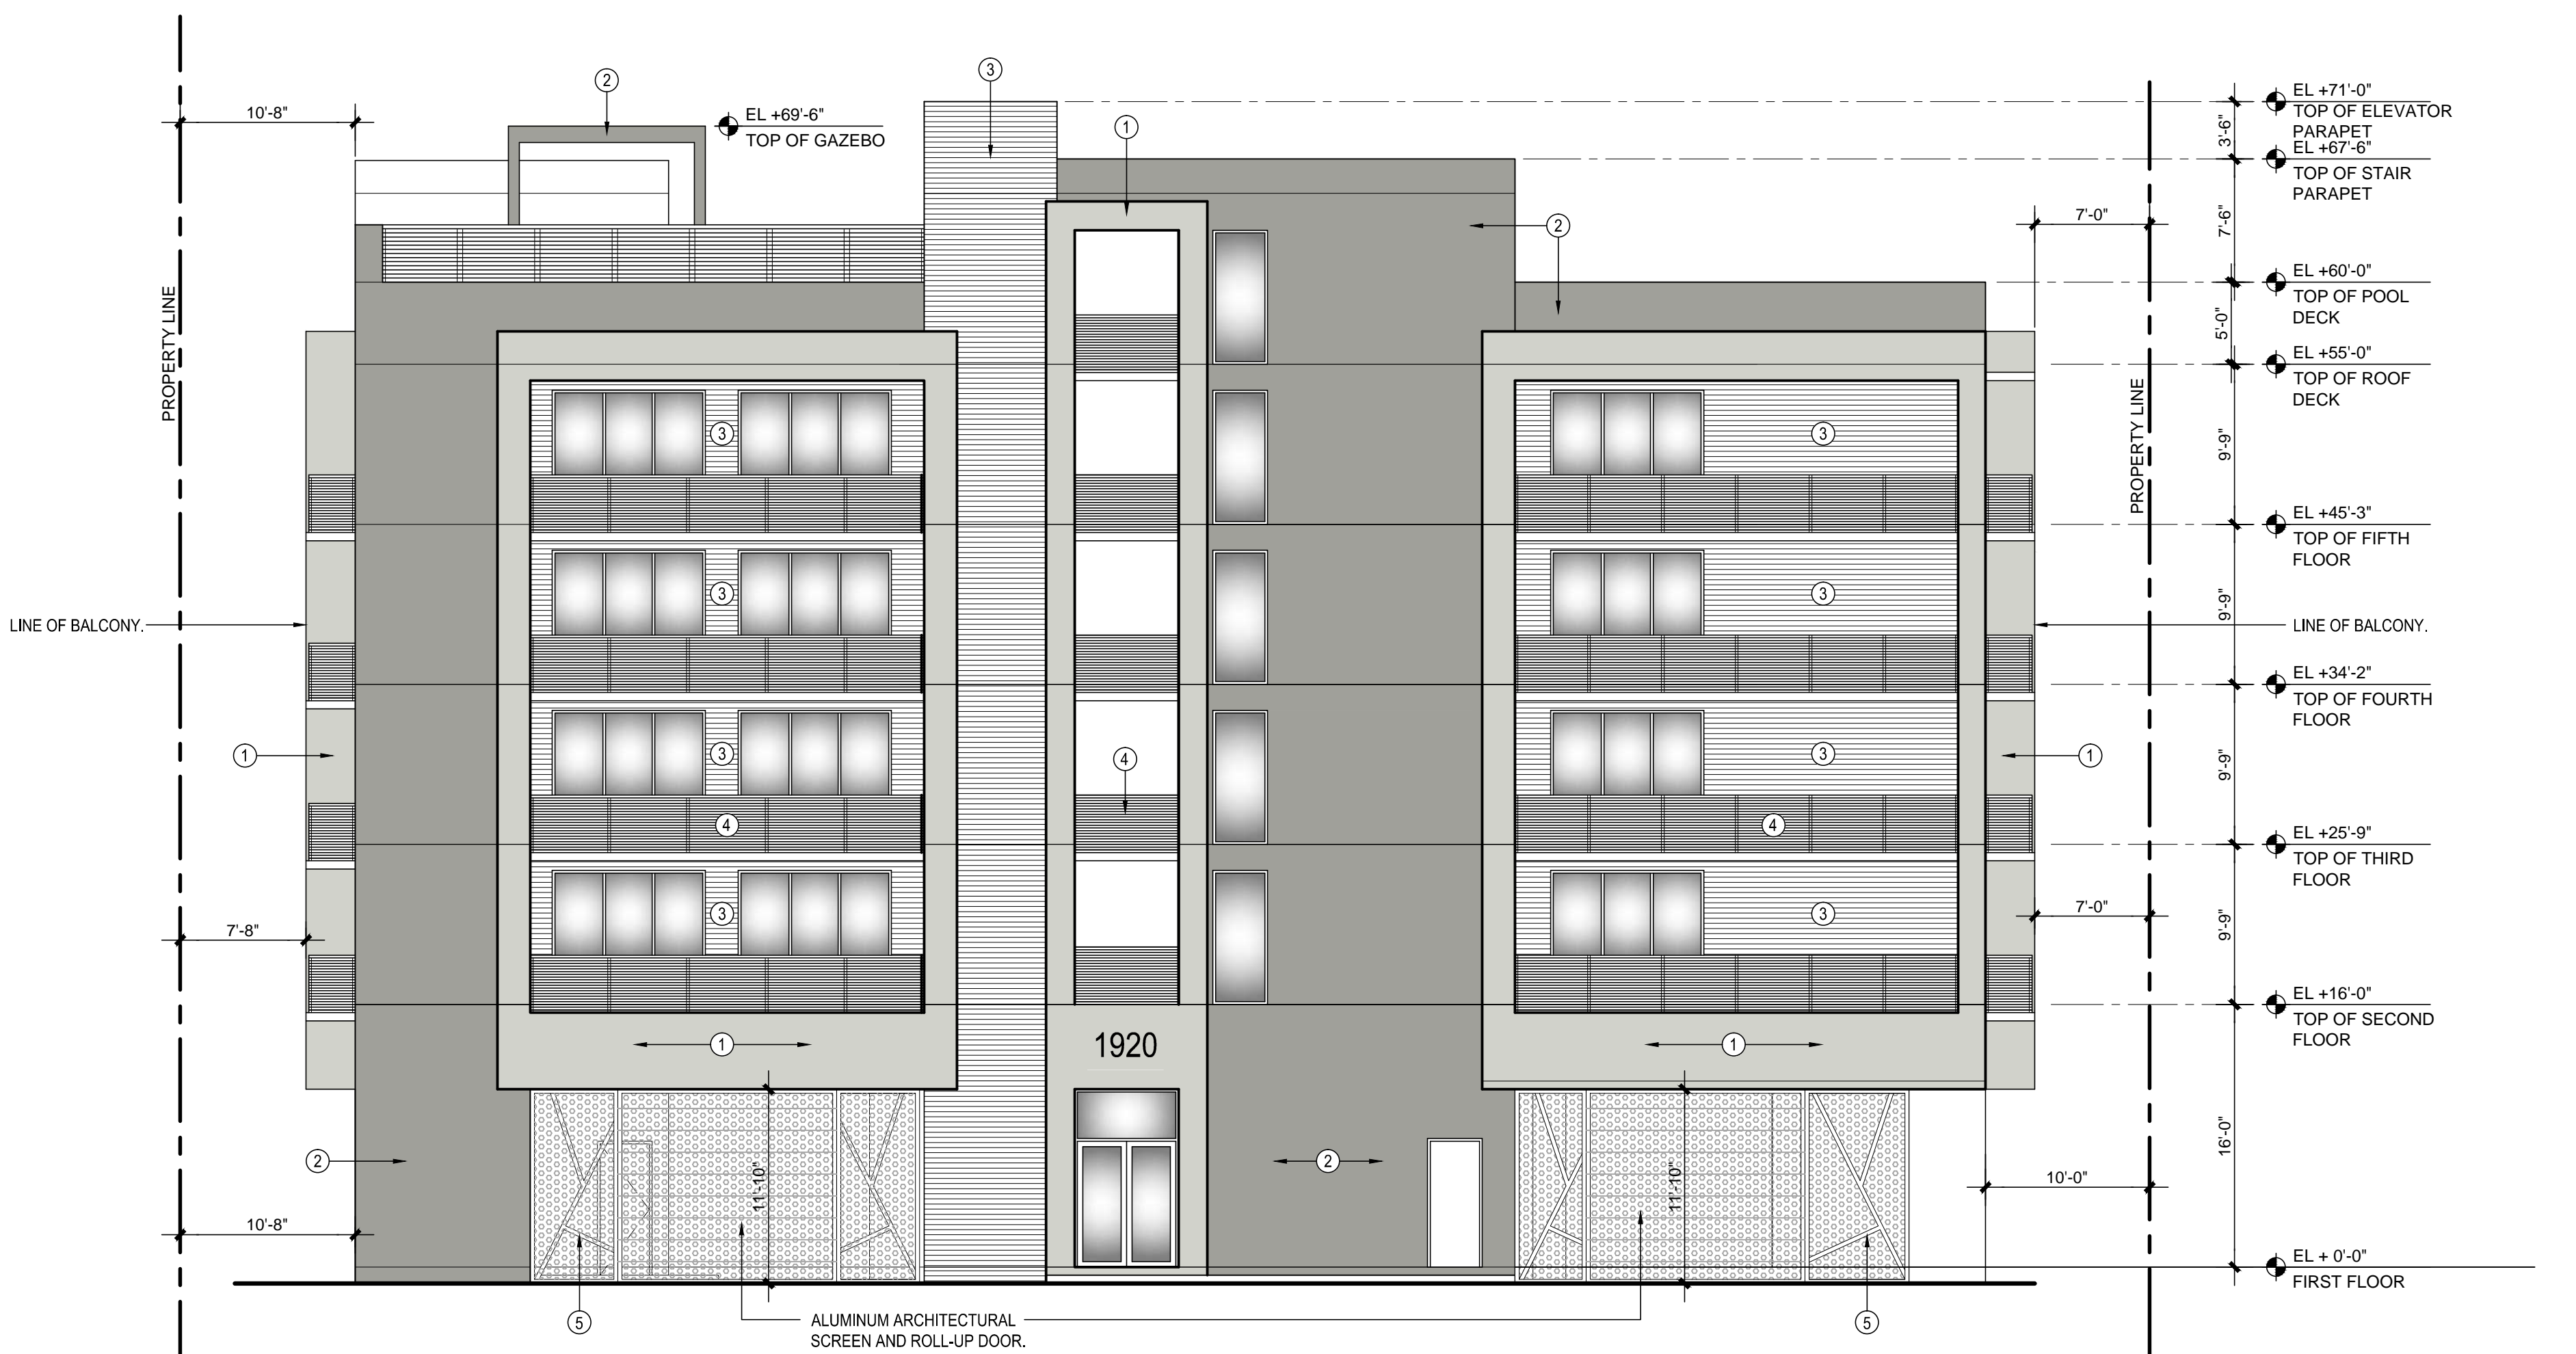 3
2
10'-8"
EL +69'-6"
TOP OF GAZEBO
1
EL +71'-0"
TOP OF ELEVATOR
PARAPET
3'-6"
EL +67'-6"
TOP OF STAIR
PARAPET
7'-0"
7'-6"
2
EL +60'-0"
TOP OF POOL
DECK
PROPERTY LINE
5'-0"
EL +55'-0"
TOP OF ROOF
DECK
3
3
PROPERTY LINE
9'-9"
EL +45'-3"
TOP OF FIFTH
FLOOR
3
3
LINE OF BALCONY.
9'-9"
LINE OF BALCONY.
EL +34'-2"
TOP OF FOURTH
FLOOR
1
3
4
3
1
9'-9"
4
4
EL +25'-9"
TOP OF THIRD
FLOOR
3
3
7'-8"
7'-0"
9'-9"
EL +16'-0"
TOP OF SECOND
FLOOR
1
1920
1
2
11'-10"
2
11'-10"
16'-0"
10'-8"
10'-0"
EL + 0'-0"
FIRST FLOOR
5
ALUMINUM ARCHITECTURAL
SCREEN AND ROLL-UP DOOR.
5